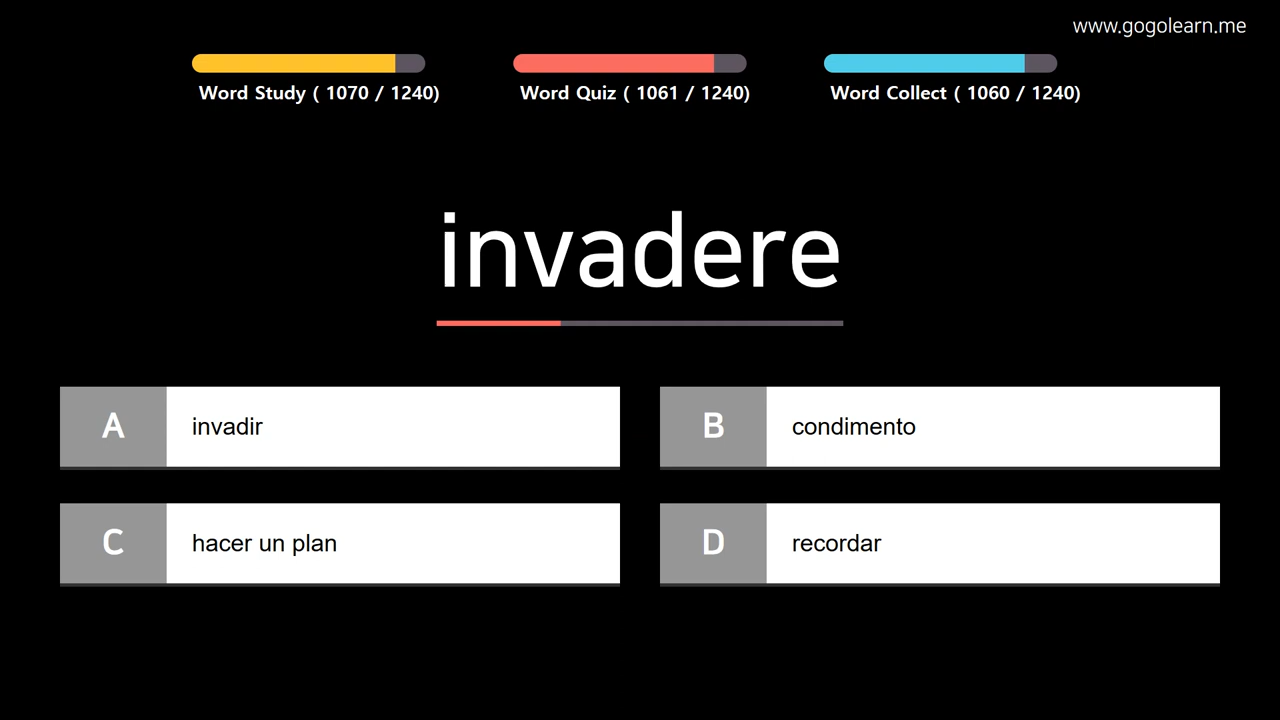 www.gogolearn.me
Word Study ( 1070 / 1240)
Word Quiz ( 1061 / 1240)
Word Collect ( 1060 / 1240)
invadere
A invadir
B condimento
C hacer un plan
D recordar